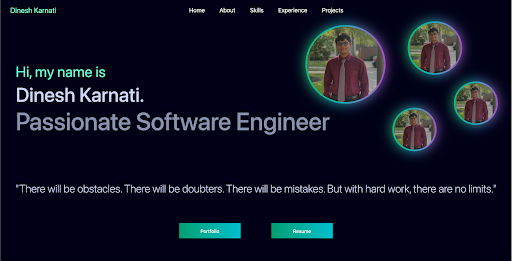 Dinesh Karnati
Home About Skills Experience Projects
Hi, my name is
Dinesh Karnati.
Passionate Software Engineer
"There will be obstacles. There will be doubters. There will be mistakes. But with hard work, there are no limits."
Portfolio Resume